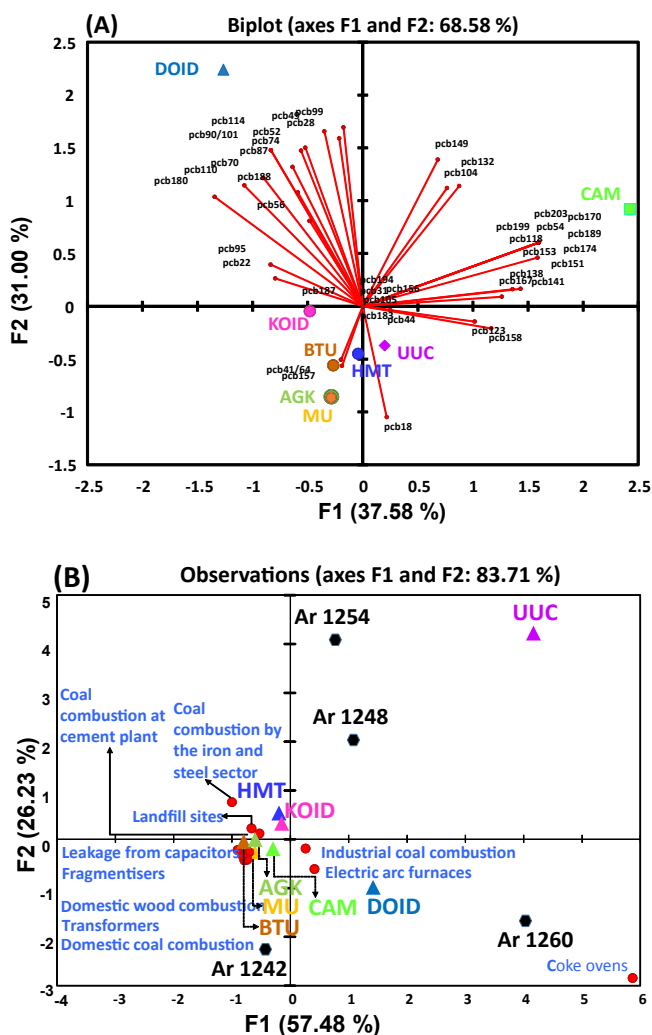 (A)
Biplot (axes F1 and F2: 68.58 %)
2.5
2
1.5
1
0.5
0
-0.5
-1
-1.5
F2 (31.00 %)
DOID
pcb114
pcb49
pcb99
pcb90/101
pcb52
pcb28
pcb74
pcb87
pcb110
pcb70
pcb180
pcb188
pcb56
pcb149
pcb132
pcb104
CAM
pcb203
pcb170
pcb199
pcb54
pcb118
pcb189
pcb153
pcb174
pcb151
pcb138
pcb167
pcb141
pcb95
pcb22
pcb194
pcb187
pcb31
pcb156
pcb105
pcb183
pcb44
pcb123
pcb158
KOID
BTU
HMT
UUC
pcb41/64
pcb157
AGK
MU
pcb18
-2.5
-2
-1.5
-1
-0.5
0
0.5
1
1.5
2
2.5
F1 (37.58 %)
(B)
Observations (axes F1 and F2: 83.71 %)
5
4
3
2
1
0
-1
-2
-3
F2 (26.23 %)
Ar 1254
UUC
Coal
combustion at
cement plant
Coal
combustion by
the iron and
steel sector
Ar 1248
HMT
KOID
Landfill sites
Leakage from capacitors
Fragmentisers
Industrial coal combustion
Electric arc furnaces
AGK
MU
CAM
DOID
Domestic wood combustion
Transformers
BTU
Domestic coal combustion
Ar 1242
Ar 1260
Coke ovens
-4
-3
-2
-1
0
1
2
3
4
5
6
F1 (57.48 %)